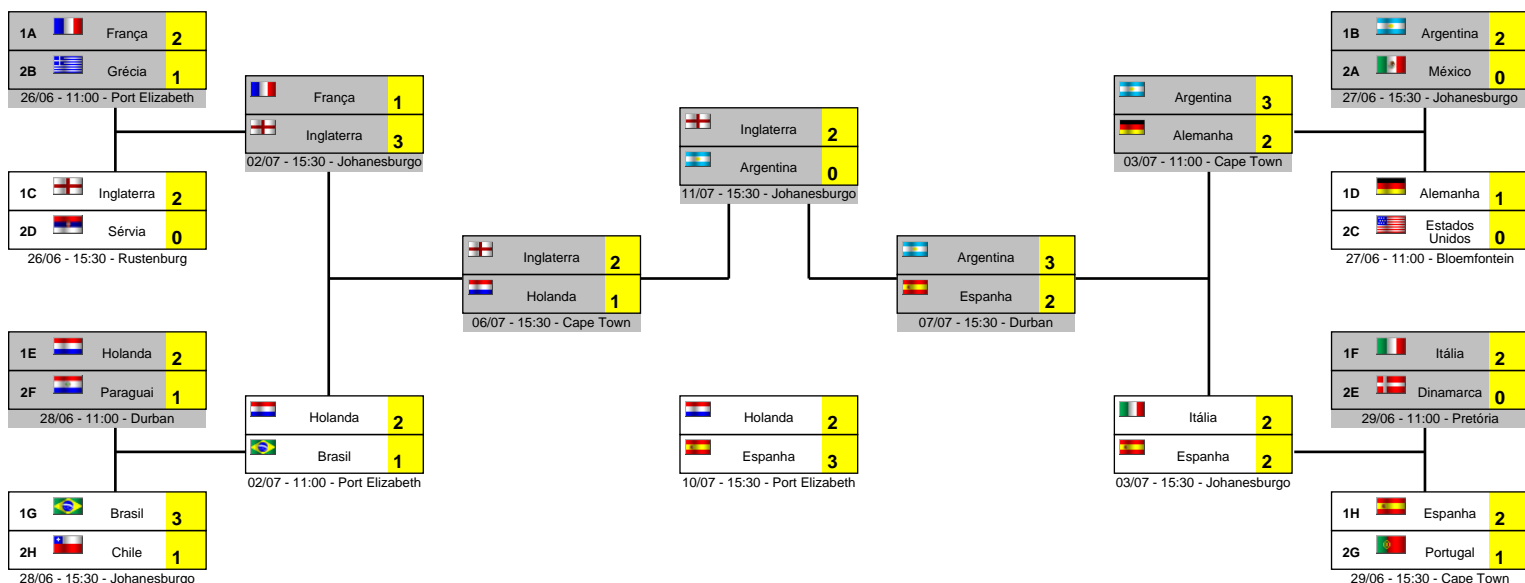 1A França 2
2B Grécia 1
26/06 - 11:00 - Port Elizabeth
1C Inglaterra 2
2D Sérvia 0
26/06 - 15:30 - Rustenburg
1E Holanda 2
2F Paraguai 1
28/06 - 11:00 - Durban
1G Brasil 3
2H Chile 1
28/06 - 15:30 - Johanesburgo
França 1
Inglaterra 3
02/07 - 15:30 - Johanesburgo
Holanda 2
Brasil 1
02/07 - 11:00 - Port Elizabeth
Inglaterra 2
Holanda 1
06/07 - 15:30 - Cape Town
Inglaterra 2
Argentina 0
11/07 - 15:30 - Johanesburgo
Holanda 2
Espanha 3
10/07 - 15:30 - Port Elizabeth
Argentina 3
Espanha 2
07/07 - 15:30 - Durban
Argentina 3
Alemanha 2
03/07 - 11:00 - Cape Town
Itália 2
Espanha 2
03/07 - 15:30 - Johanesburgo
1B Argentina 2
2A México 0
27/06 - 15:30 - Johanesburgo
1D Alemanha 1
2C Estados
Unidos 0
27/06 - 11:00 - Bloemfontein
1F Itália 2
2E Dinamarca 0
29/06 - 11:00 - Pretória
1H Espanha 2
2G Portugal 1
29/06 - 15:30 - Cape Town